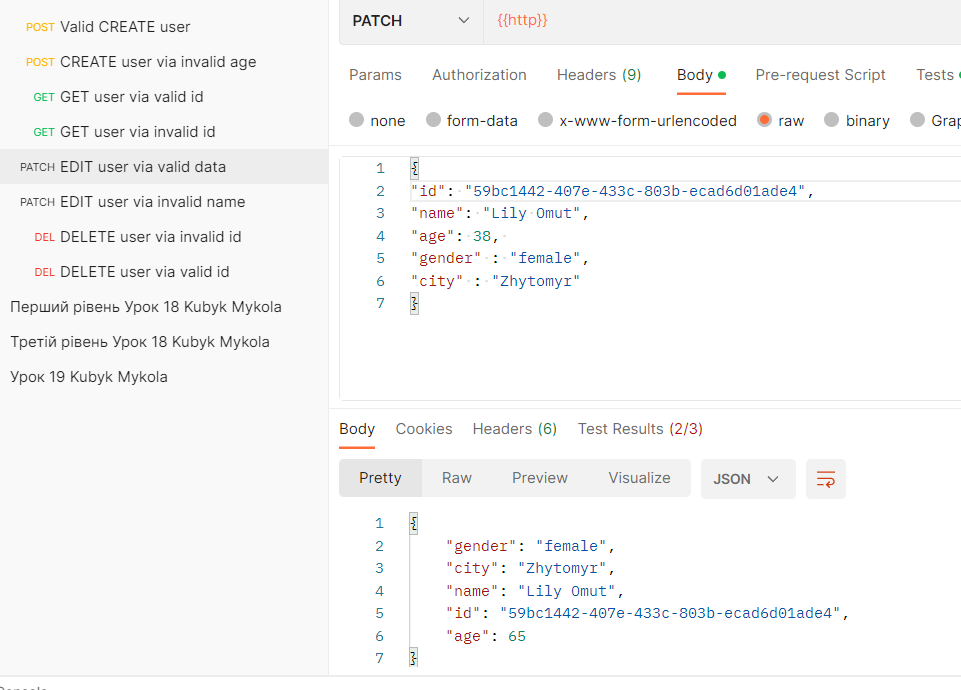 POST Valid CREATE user
POST CREATE user via invalid age
GET GET user via valid id
GET GET user via invalid id
PATCH EDIT user via valid data
PATCH EDIT user via invalid name
DEL DELETE user via invalid id
DEL DELETE user via valid id
Перший рівень Урок 18 Kubyk Mykola
Третій рівень Урок 18 Kubyk Mykola
Урок 19 Kubyk Mykola
PATCH {{http}}
Params Authorization Headers (9) Body Pre-request Script Tests
none form-data x-www-form-urlencoded raw binary Grap
1 {
2 "id": "59bc1442-407e-433c-803b-ecad6d01ade4",
3 "name": "Lily Omut",
4 "age": 38,
5 "gender" : "female",
6 "city" : "Zhytomyr"
7 }
Body Cookies Headers (6) Test Results (2/3)
Pretty Raw Preview Visualize JSON
1 {
2 "gender": "female",
3 "city": "Zhytomyr",
4 "name": "Lily Omut",
5 "id": "59bc1442-407e-433c-803b-ecad6d01ade4",
6 "age": 65
7 }